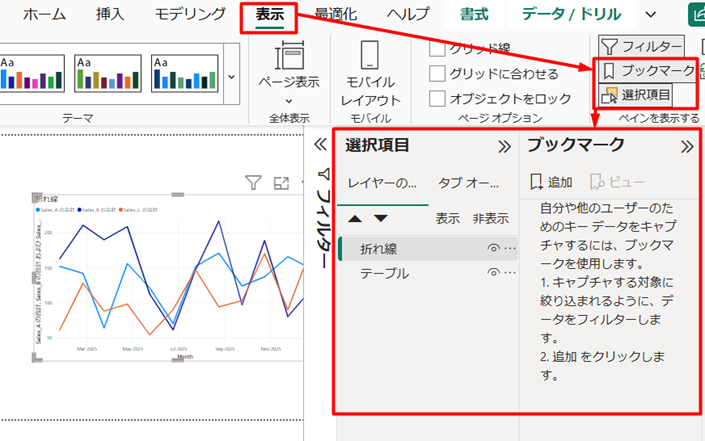 ホーム 挿入 モデリング 表示 最適化 ヘルプ 書式 データ / ドリル
Aa Aa Aa
テーマ
ページ表示
全体表示
モバイル
レイアウト
モバイル
グリッド線
グリッドに合わせる
オブジェクトをロック
ページ オプション
フィルター
ブックマーク
選択項目
ペインを表示する
折れ線
Sales_A の合計 Sales_B の合計 Sales_C の合計
Sales_A の合計, Sales_B の合計 および Sales_...
200
150
100
50
Mar 2025 May 2025 Jul 2025 Sep 2025 Nov 2025
Month
フィルター
選択項目
レイヤーの... タブ オー...
表示 非表示
折れ線
テーブル
ブックマーク
追加 ビュー
自分や他のユーザーのた
めのキー データをキャプ
チャするには、ブックマ
ークを使用します。
1. キャプチャする対象に
絞り込まれるように、デ
ータをフィルターしま
す。
2. 追加 をクリックしま
す。